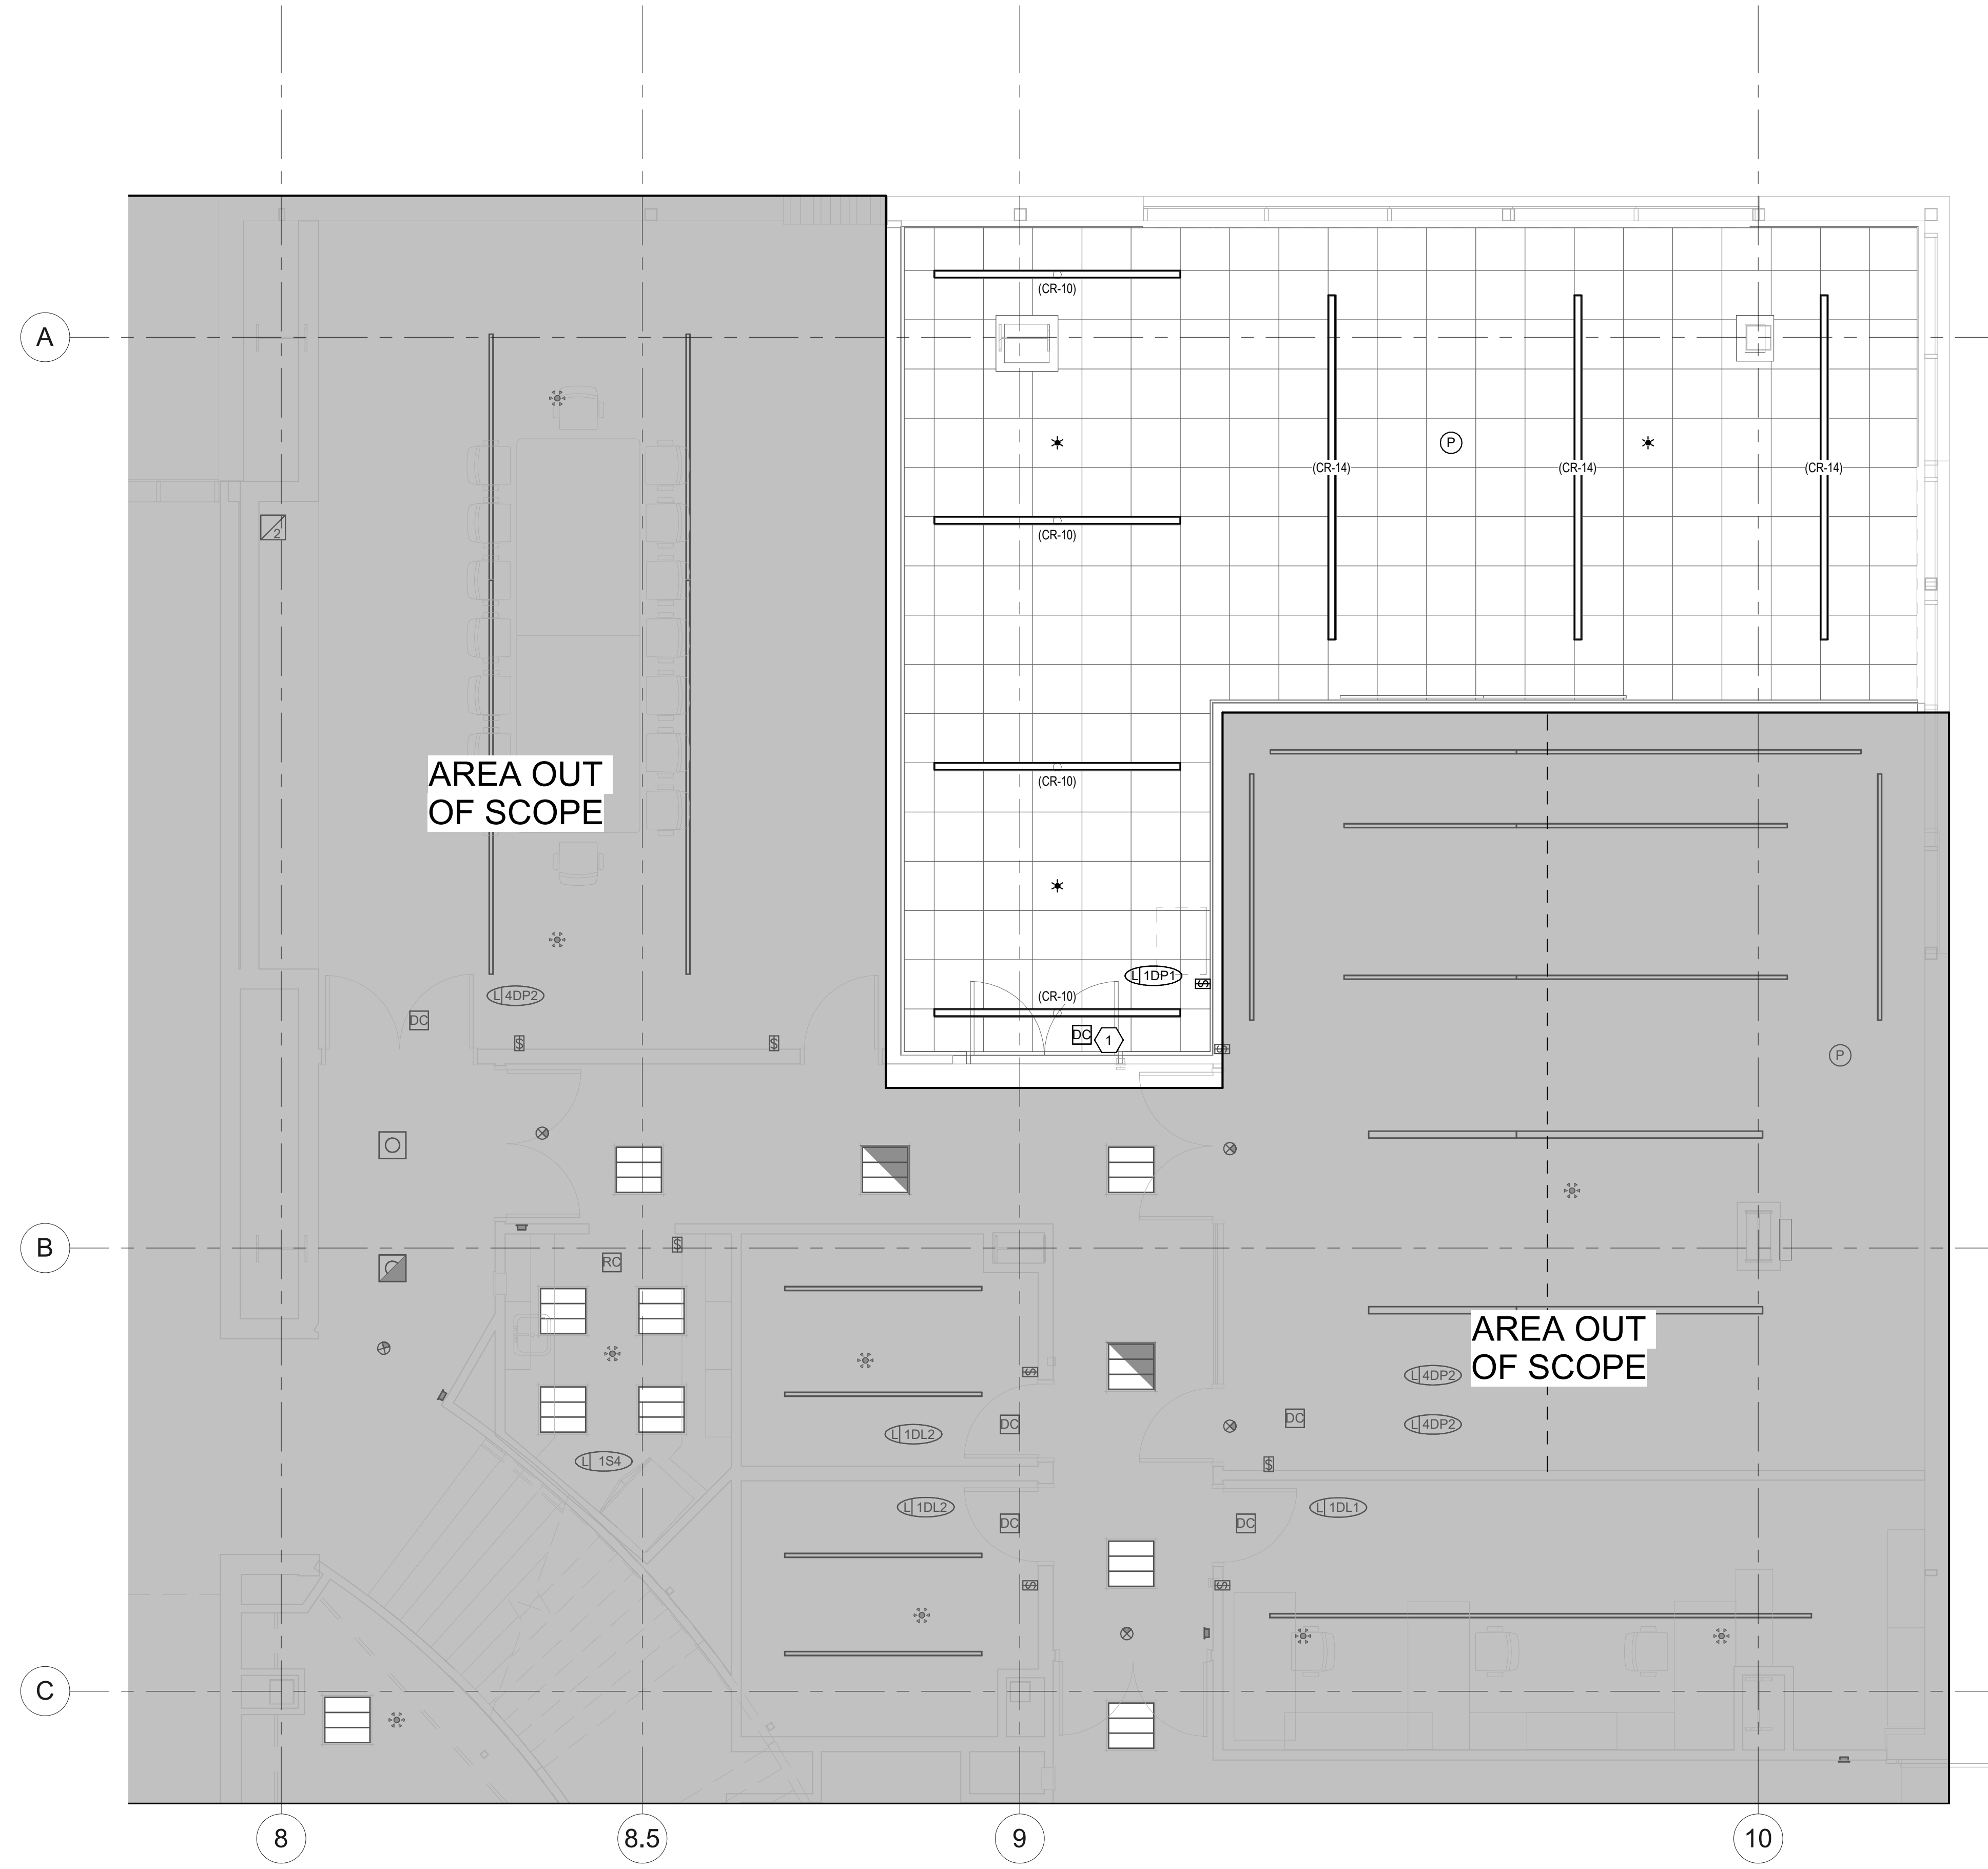 (CR-10)
A
P
(CR-14)
(CR-14)
(CR-14)
2
(CR-10)
AREA OUT
OF SCOPE
(CR-10)
L 1DP1
$
L 4DP2
(CR-10)
DC
DC
1
$
$
$
P
B
RC
$
AREA OUT
OF SCOPE
$
L 4DP2
DC
DC
L 4DP2
L 1DL2
L 1S4
$
L 1DL2
L 1DL1
DC
DC
$
$
C
8
8.5
9
10